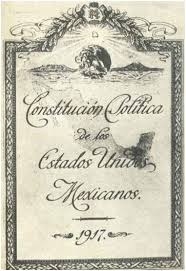 Constitución Política
de los
Estados Unidos
Mexicanos.
1917.